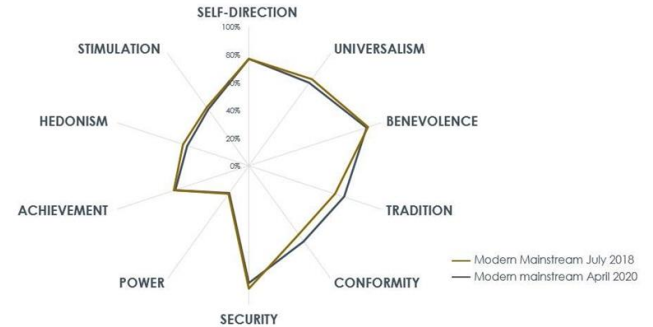 SELF-DIRECTION
100%
STIMULATION
UNIVERSALISM
80%
60%
HEDONISM
BENEVOLENCE
40%
20%
0%
ACHIEVEMENT
TRADITION
Modern Mainstream July 2018
Modern mainstream April 2020
POWER
CONFORMITY
SECURITY